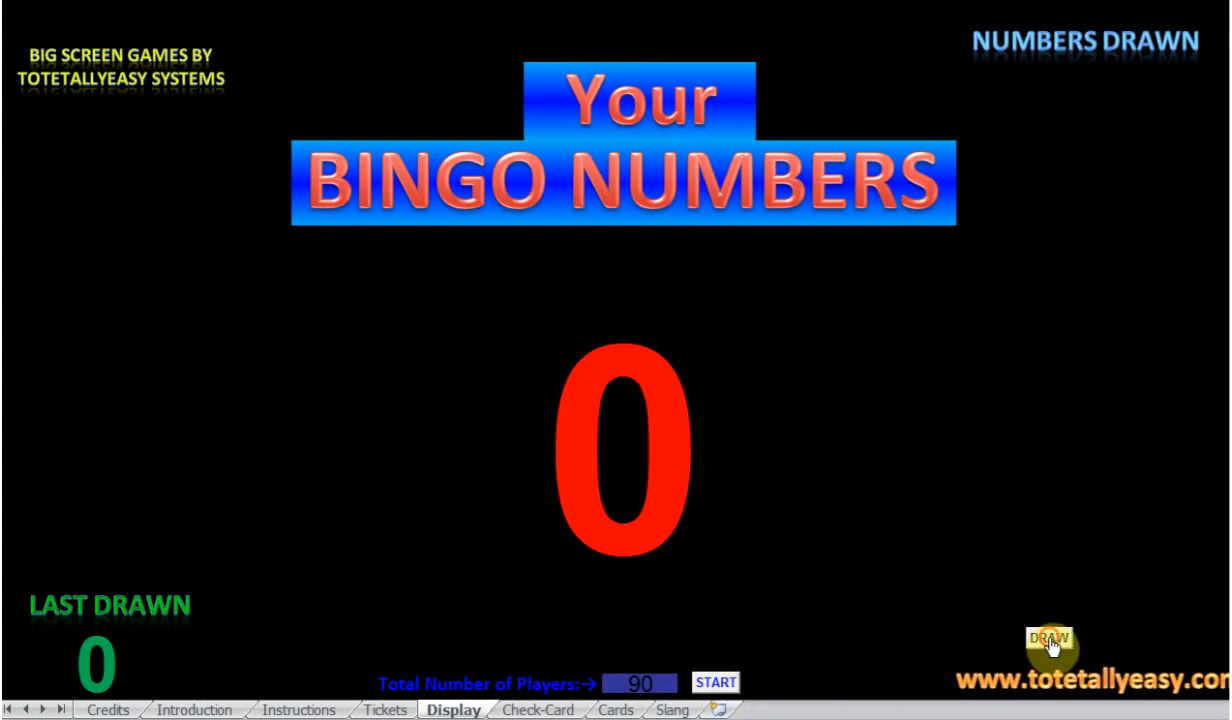 BIG SCREEN GAMES BY
TOTETALLYEASY SYSTEMS
NUMBERS DRAWN
Your
BINGO NUMBERS
0
LAST DRAWN
0
DRAW
Total Number of Players:→ 90 START
www.totetallyeasy.cor
Credits Introduction Instructions Tickets Display Check-Card Cards Slang